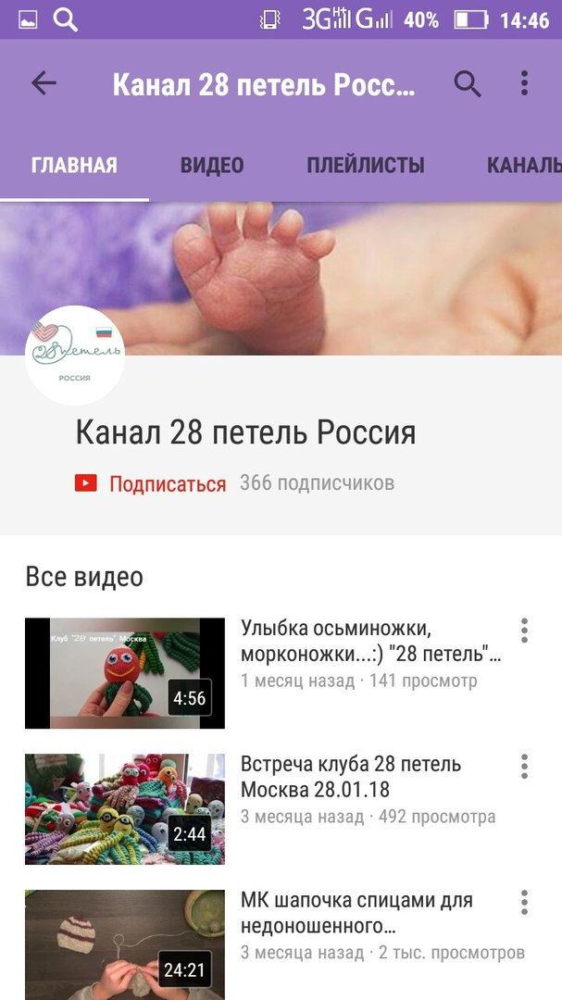 3G H+ G 40% 14:46
Канал 28 петель Росс...
ГЛАВНАЯ ВИДЕО ПЛЕЙЛИСТЫ КАНАЛЬ
28 петель
РОССИЯ
Канал 28 петель Россия
Подписаться 366 подписчиков
Все видео
Клуб "28 петель" Москва
4:56
Улыбка осьминожки,
морконожки...:) "28 петель"...
1 месяц назад · 141 просмотр
2:44
Встреча клуба 28 петель
Москва 28.01.18
3 месяца назад · 492 просмотра
24:21
МК шапочка спицами для
недоношенного...
3 месяца назад · 2 тыс. просмотров